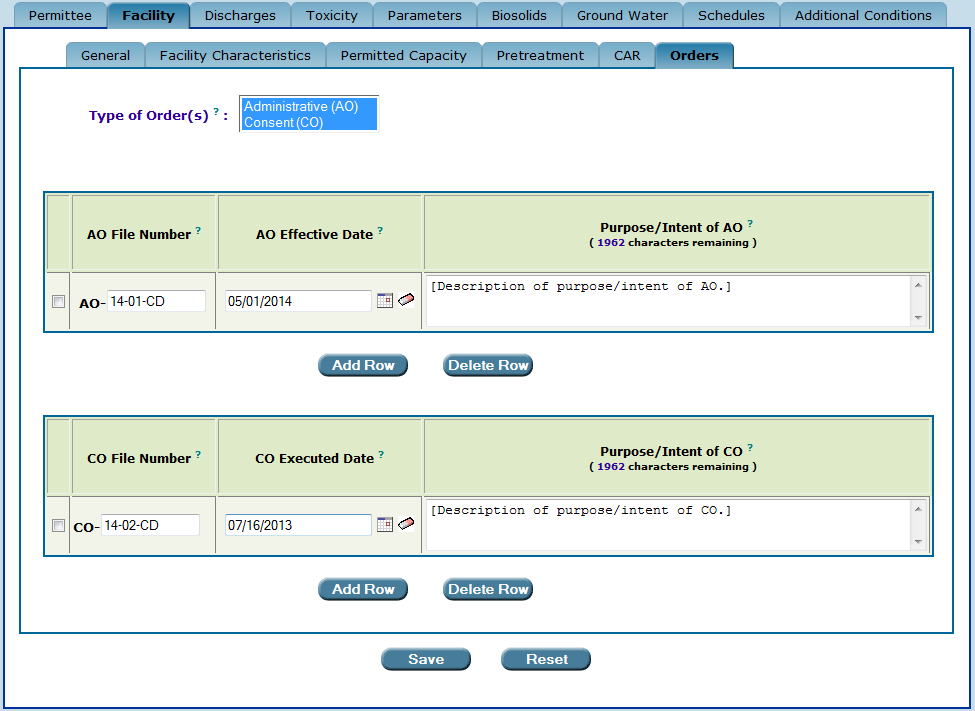 Permittee Facility Discharges Toxicity Parameters Biosolids Ground Water Schedules Additional Conditions
General Facility Characteristics Permitted Capacity Pretreatment CAR Orders
Type of Order(s) ? :
Administrative (AO)
Consent (CO)
AO File Number ? AO Effective Date ? Purpose/Intent of AO ?
( 1962 characters remaining )
AO- 14-01-CD 05/01/2014 [Description of purpose/intent of AO.]
Add Row Delete Row
CO File Number ? CO Executed Date ? Purpose/Intent of CO ?
( 1962 characters remaining )
CO- 14-02-CD 07/16/2013 [Description of purpose/intent of CO.]
Add Row Delete Row
Save Reset